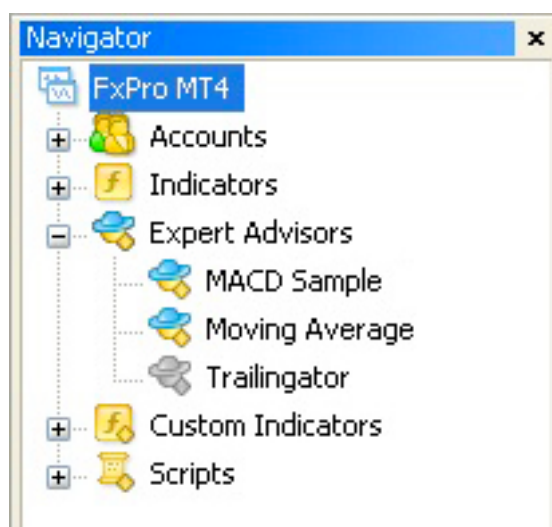 Navigator
FxPro MT4
Accounts
Indicators
Expert Advisors
MACD Sample
Moving Average
Trailingator
Custom Indicators
Scripts